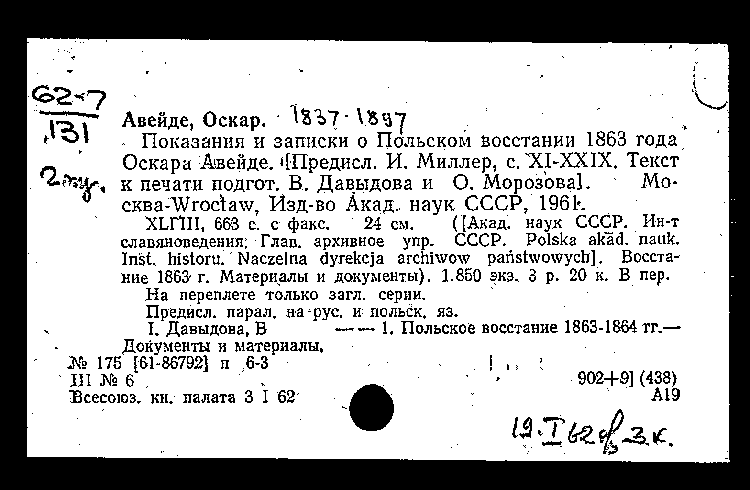 62-7
131
2 экз.
Авейде, Оскар. 1837-1897
Показания и записки о Польском восстании 1863 года
Оскара Авейде. [Предисл. И. Миллер, с. XI-XXIX. Текст
к печати подгот. В. Давыдова и О. Морозова]. Мо-
сква-Wrocław, Изд-во Акад. наук СССР, 1961.
XLГIII, 663 с. с факс. 24 см. ([Акад. наук СССР. Ин-т
славяноведения; Глав. архивное упр. СССР. Polska akad. nauk.
Inst. historu. Naczelna dyrekcja archiwow państwowych]. Восста-
ние 1863 г. Материалы и документы). 1.850 экз. 3 р. 20 к. В пер.
На переплете только загл. серии.
Предисл. парал. на рус. и польск. яз.
I. Давыдова, В —— 1. Польское восстание 1863-1864 гг.—
Документы и материалы.
№ 175 [61-86792] п 6-3
III № 6 902+9] (438)
Всесоюз. кн. палата 3 I 62 А19
19.I 62 З.К.